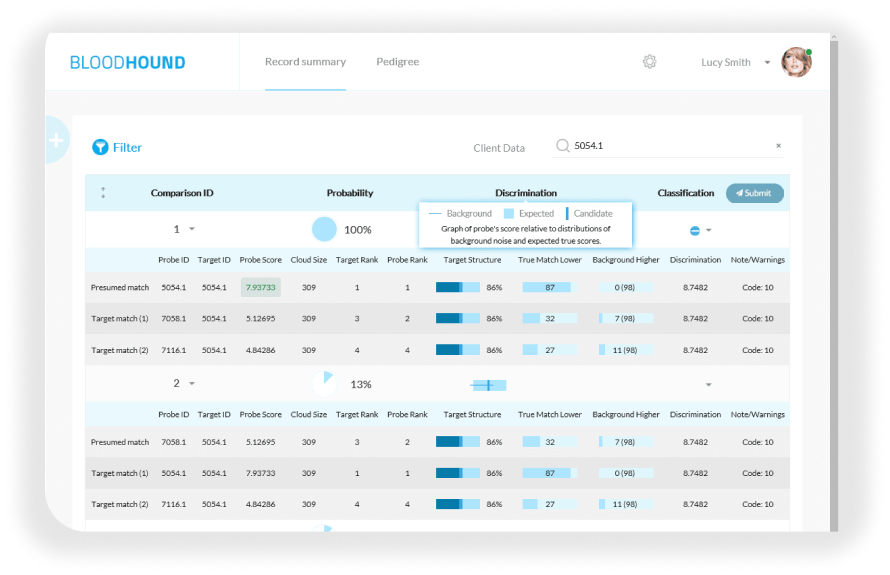 BLOODHOUND
Record summary Pedigree Lucy Smith
Filter Client Data 5054.1 ×
Comparison ID Probability Discrimination Classification Submit
Background Expected Candidate
Graph of probe's score relative to distributions of
background noise and expected true scores.
1 100%
Probe ID Target ID Probe Score Cloud Size Target Rank Probe Rank Target Structure True Match Lower Background Higher Discrimination Note/Warnings
Presumed match 5054.1 5054.1 7.93733 309 1 1 86% 87 0 (98) 8.7482 Code: 10
Target match (1) 7058.1 5054.1 5.12695 309 3 2 86% 32 7 (98) 8.7482 Code: 10
Target match (2) 7116.1 5054.1 4.84286 309 4 4 86% 27 11 (98) 8.7482 Code: 10
2 13%
Probe ID Target ID Probe Score Cloud Size Target Rank Probe Rank Target Structure True Match Lower Background Higher Discrimination Note/Warnings
Presumed match 7058.1 5054.1 5.12695 309 3 2 86% 32 7 (98) 8.7482 Code: 10
Target match (1) 5054.1 5054.1 7.93733 309 1 1 86% 87 0 (98) 8.7482 Code: 10
Target match (2) 7116.1 5054.1 4.84286 309 4 4 86% 27 11 (98) 8.7482 Code: 10